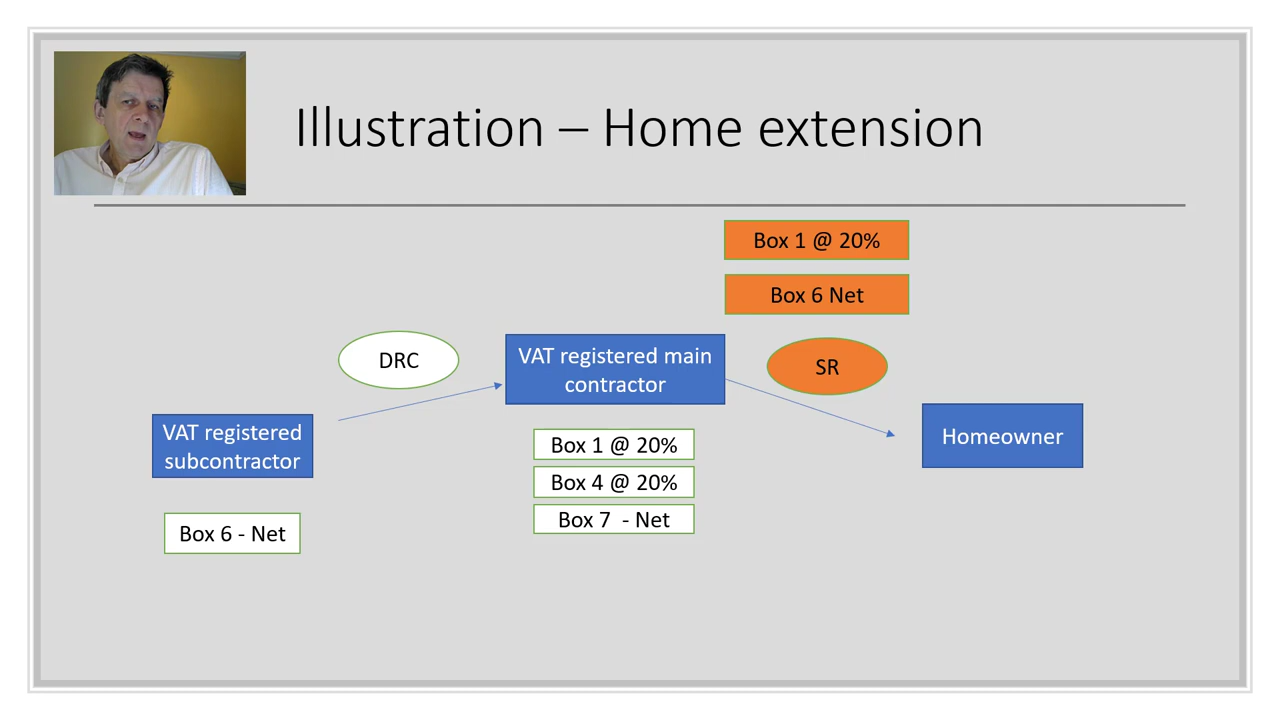 Illustration – Home extension
Box 1 @ 20%
Box 6 Net
DRC
VAT registered main
contractor
SR
VAT registered
subcontractor
Homeowner
Box 1 @ 20%
Box 4 @ 20%
Box 7 - Net
Box 6 - Net